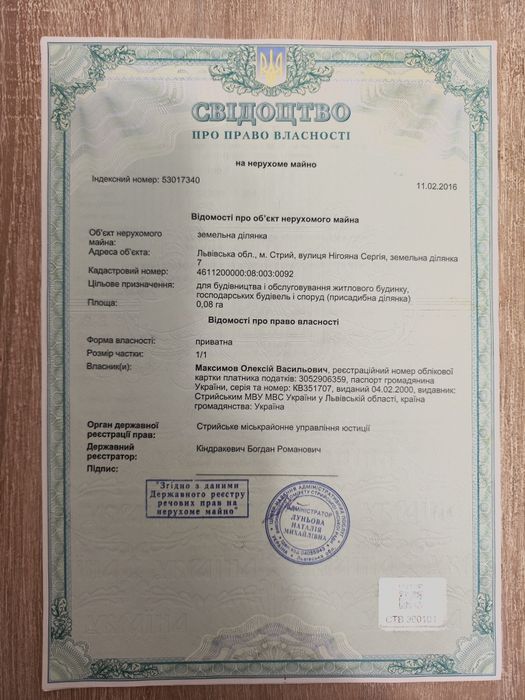 СВІДОЦТВО
ПРО ПРАВО ВЛАСНОСТІ
на нерухоме майно
Індексний номер: 53017340
11.02.2016
Відомості про об'єкт нерухомого майна
Об'єкт нерухомого майна: земельна ділянка
Адреса об'єкта: Львівська обл., м. Стрий, вулиця Нігояна Сергія, земельна ділянка
7
Кадастровий номер: 4611200000:08:003:0092
Цільове призначення: для будівництва і обслуговування житлового будинку,
господарських будівель і споруд (присадибна ділянка)
Площа: 0,08 га
Відомості про право власності
Форма власності: приватна
Розмір частки: 1/1
Власник(и): Максимов Олексій Васильович, реєстраційний номер облікової
картки платника податків: 3052906359, паспорт громадянина
України, серія та номер: КВ351707, виданий 04.02.2000, видавник:
Стрийським МВУ МВС України у Львівській області, країна
громадянства: Україна
Орган державної реєстрації прав: Стрийське міськрайонне управління юстиції
Державний реєстратор: Кіндракевич Богдан Романович
Підпис:
"Згідно з даними
Державного реєстру
речових прав на
нерухоме майно"
АДМІНІСТРАТОР
ЛУНЬОВА
НАТАЛІЯ
МИХАЙЛІВНА